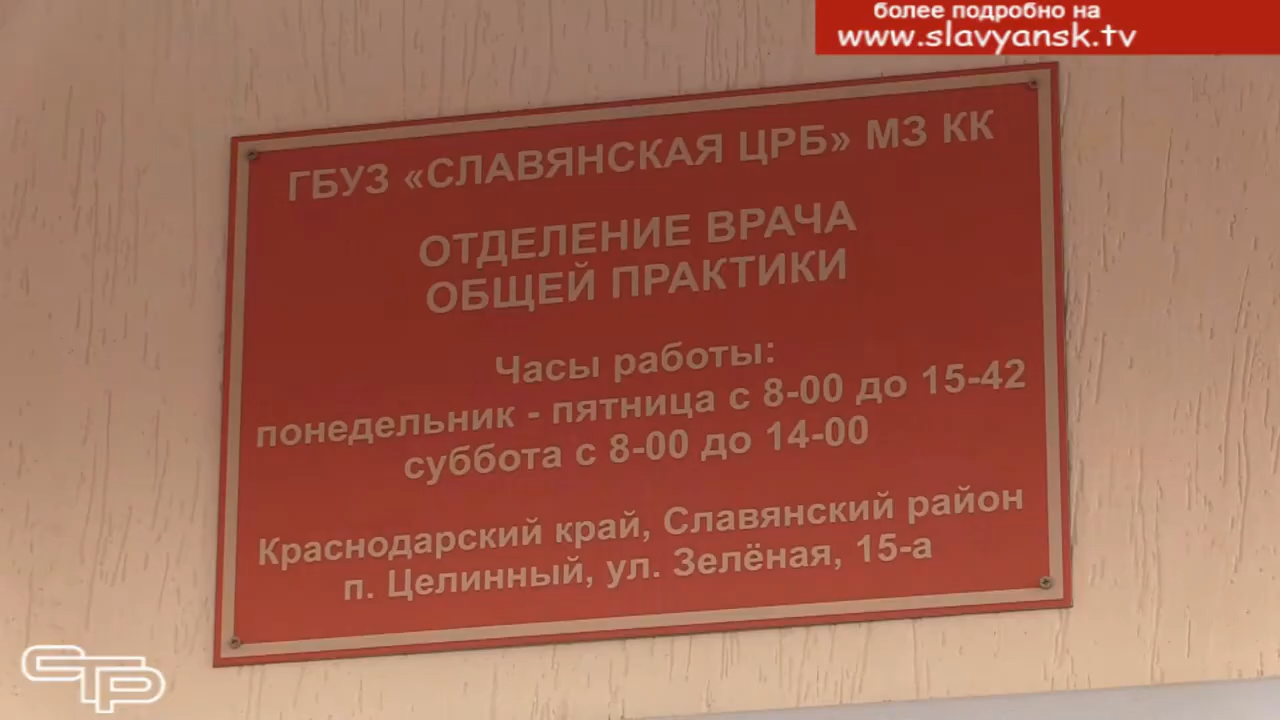 более подробно на
www.slavyansk.tv
ГБУЗ «СЛАВЯНСКАЯ ЦРБ» МЗ КК
ОТДЕЛЕНИЕ ВРАЧА
ОБЩЕЙ ПРАКТИКИ
Часы работы:
понедельник - пятница с 8-00 до 15-42
суббота с 8-00 до 14-00
Краснодарский край, Славянский район
п. Целинный, ул. Зелёная, 15-а
СТР